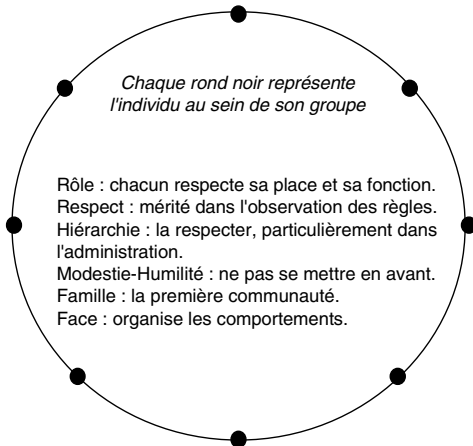 Chaque rond noir représente
l'individu au sein de son groupe
Rôle : chacun respecte sa place et sa fonction.
Respect : mérité dans l'observation des règles.
Hiérarchie : la respecter, particulièrement dans
l'administration.
Modestie-Humilité : ne pas se mettre en avant.
Famille : la première communauté.
Face : organise les comportements.